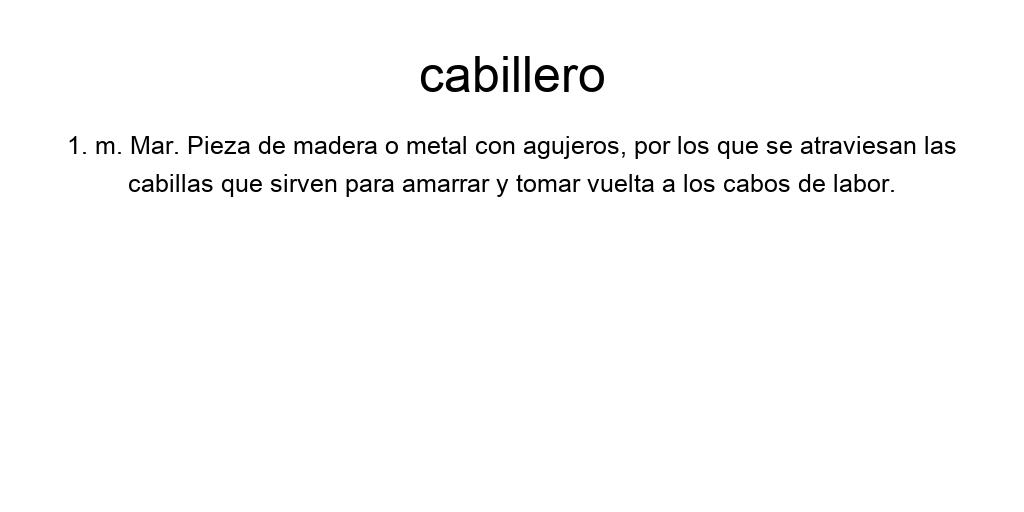 cabillero
1. m. Mar. Pieza de madera o metal con agujeros, por los que se atraviesan las
cabillas que sirven para amarrar y tomar vuelta a los cabos de labor.